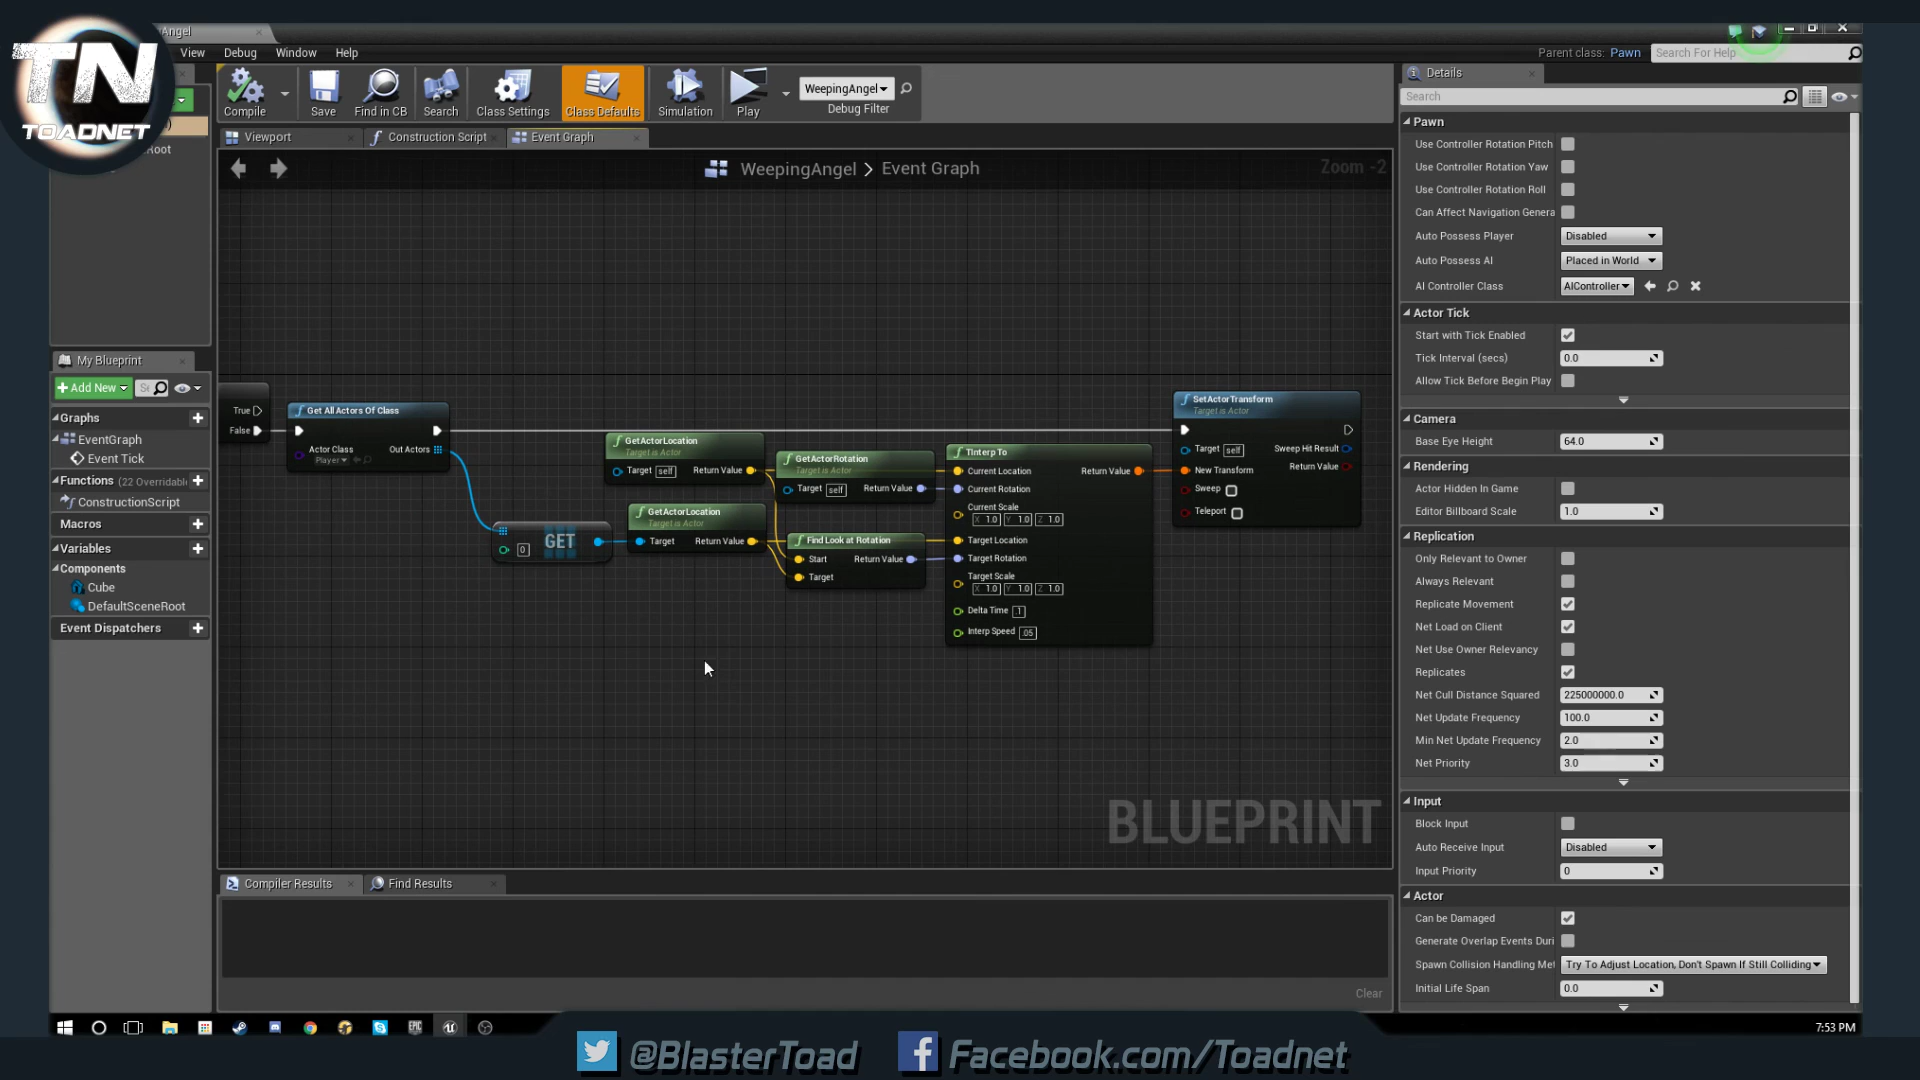 TN
TOADNET
Angel
View Debug Window Help
Parent class: Pawn
Search For Help
Compile
Save
Find in CB
Search
Class Settings
Class Defaults
Simulation
Play
WeepingAngel
Debug Filter
Viewport
Construction Script
Event Graph
WeepingAngel > Event Graph
Zoom -2
Root
My Blueprint
+ Add New
Graphs
EventGraph
Event Tick
Functions (22 Overridabl
ConstructionScript
Macros
Variables
Components
Cube
DefaultSceneRoot
Event Dispatchers
True
False
Get All Actors Of Class
Actor Class
Player
Out Actors
GET
0
GetActorLocation
Target is Actor
Target self
Return Value
GetActorLocation
Target is Actor
Target
Return Value
GetActorRotation
Target is Actor
Target self
Return Value
Find Look at Rotation
Start
Return Value
Target
TInterp To
Current Location
Return Value
Current Rotation
Current Scale
X 1.0 Y 1.0 Z 1.0
Target Location
Target Rotation
Target Scale
X 1.0 Y 1.0 Z 1.0
Delta Time .1
Interp Speed .05
SetActorTransform
Target is Actor
Target self
Sweep Hit Result
New Transform
Return Value
Sweep
Teleport
BLUEPRINT
Compiler Results
Find Results
Clear
Details
Search
Pawn
Use Controller Rotation Pitch
Use Controller Rotation Yaw
Use Controller Rotation Roll
Can Affect Navigation Genera
Auto Possess Player Disabled
Auto Possess AI Placed in World
AI Controller Class AIController
Actor Tick
Start with Tick Enabled
Tick Interval (secs) 0.0
Allow Tick Before Begin Play
Camera
Base Eye Height 64.0
Rendering
Actor Hidden In Game
Editor Billboard Scale 1.0
Replication
Only Relevant to Owner
Always Relevant
Replicate Movement
Net Load on Client
Net Use Owner Relevancy
Replicates
Net Cull Distance Squared 225000000.0
Net Update Frequency 100.0
Min Net Update Frequency 2.0
Net Priority 3.0
Input
Block Input
Auto Receive Input Disabled
Input Priority 0
Actor
Can be Damaged
Generate Overlap Events Duri
Spawn Collision Handling Met Try To Adjust Location, Don't Spawn If Still Colliding
Initial Life Span 0.0
7:53 PM
@BlasterToad
Facebook.com/Toadnet